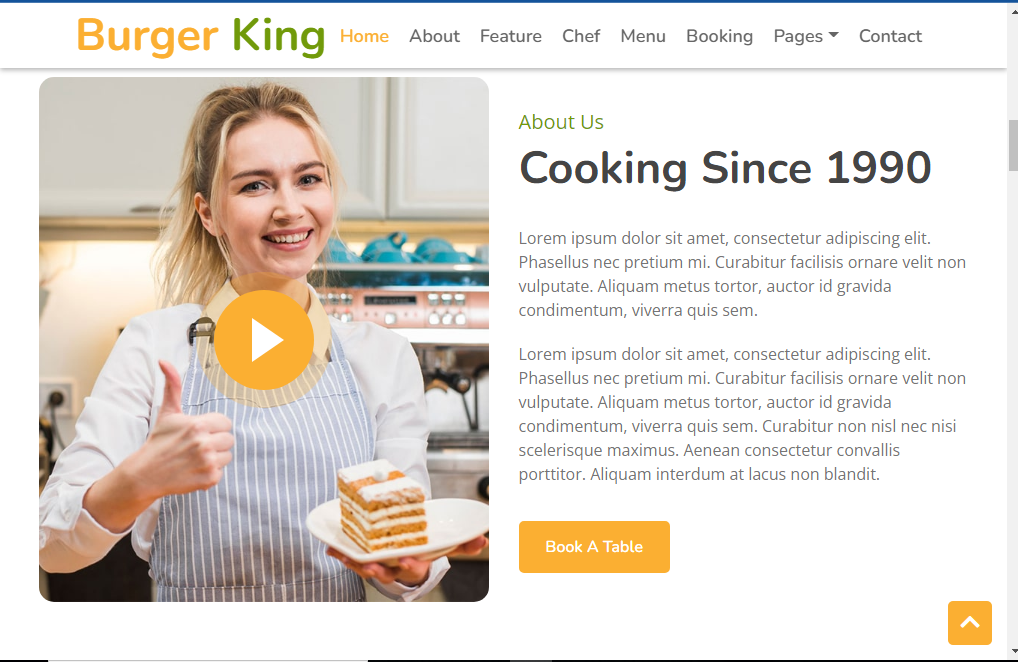 Burger King Home About Feature Chef Menu Booking Pages Contact
About Us
Cooking Since 1990
Lorem ipsum dolor sit amet, consectetur adipiscing elit.
Phasellus nec pretium mi. Curabitur facilisis ornare velit non
vulputate. Aliquam metus tortor, auctor id gravida
condimentum, viverra quis sem.
Lorem ipsum dolor sit amet, consectetur adipiscing elit.
Phasellus nec pretium mi. Curabitur facilisis ornare velit non
vulputate. Aliquam metus tortor, auctor id gravida
condimentum, viverra quis sem. Curabitur non nisl nec nisi
scelerisque maximus. Aenean consectetur convallis
porttitor. Aliquam interdum at lacus non blandit.
Book A Table